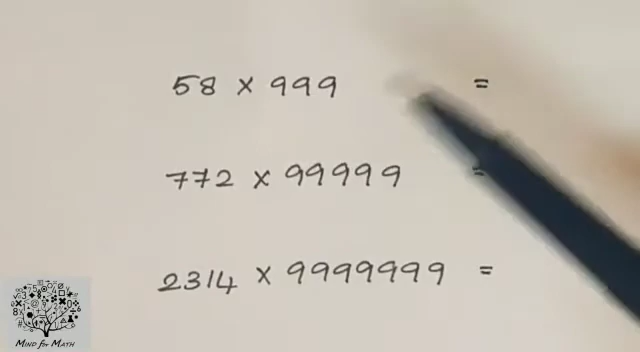 58 × 999 =
772 × 99999 =
2314 × 9999999 =
MIND for MATH